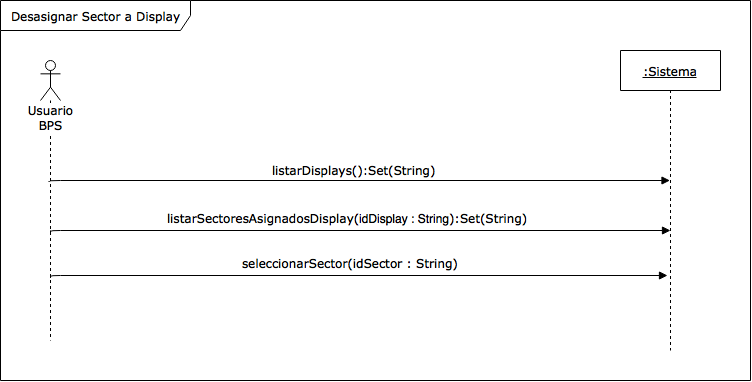 Desasignar Sector a Display
:Sistema
Usuario
BPS
listarDisplays():Set(String)
listarSectoresAsignadosDisplay(idDisplay : String):Set(String)
seleccionarSector(idSector : String)